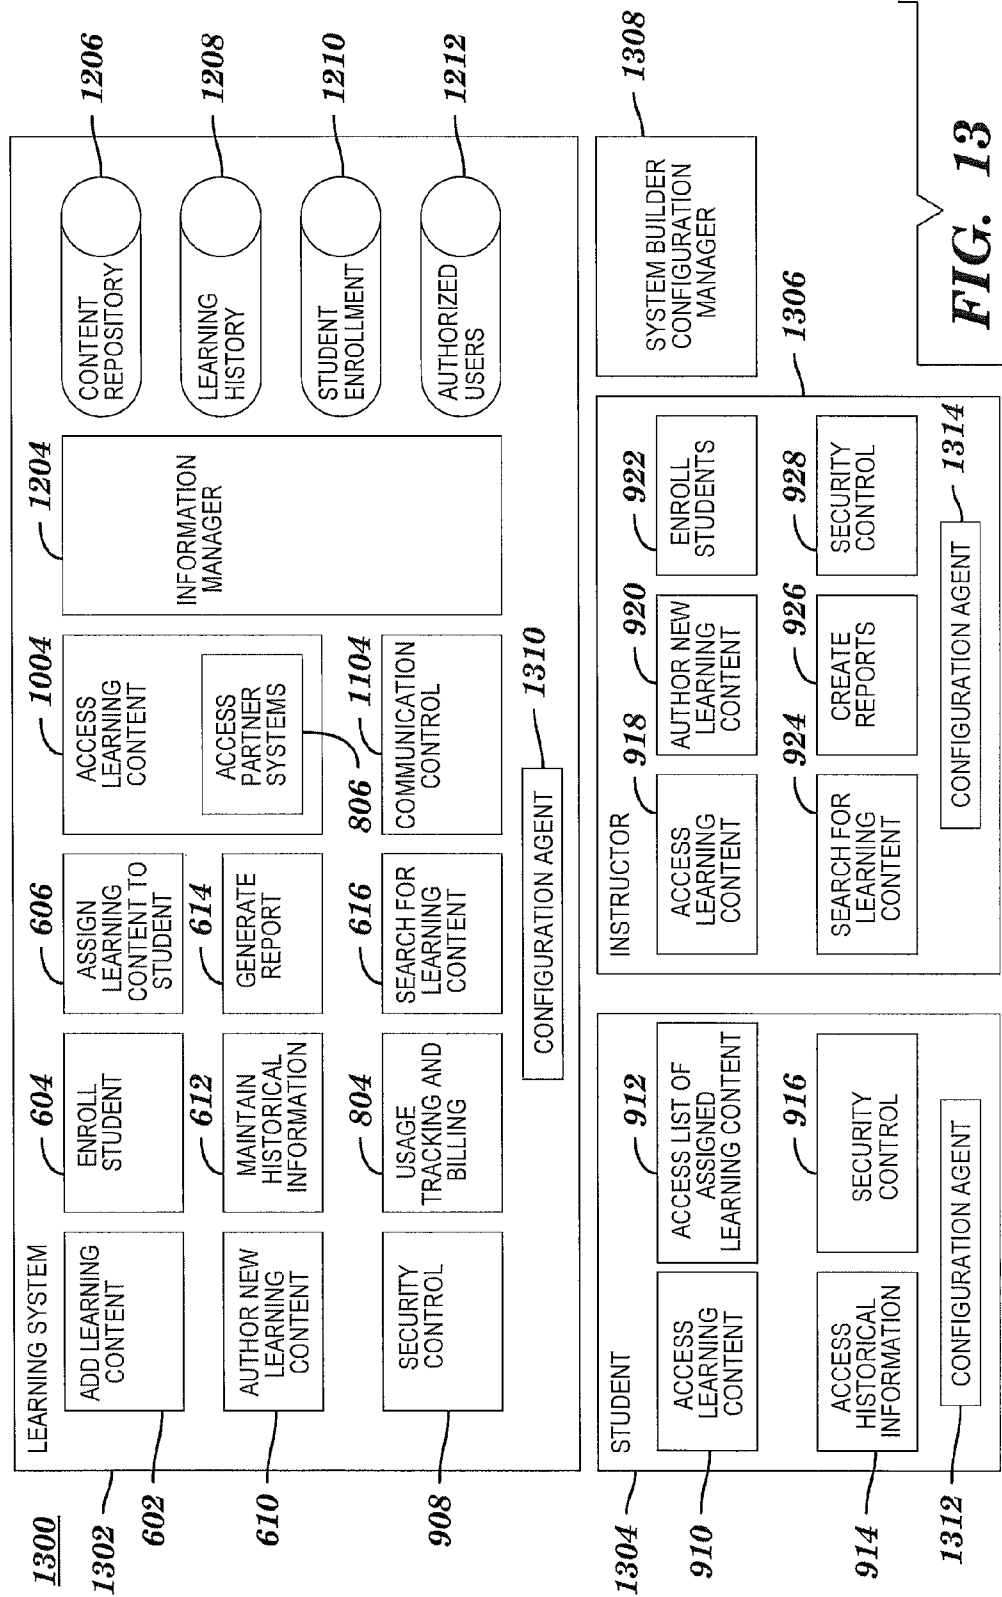 1300
1302
LEARNING SYSTEM
602
ADD LEARNING
CONTENT
604
ENROLL
STUDENT
606
ASSIGN
LEARNING
CONTENT TO
STUDENT
1004
ACCESS
LEARNING
CONTENT
ACCESS
PARTNER
SYSTEMS
806
1204
INFORMATION
MANAGER
CONTENT
REPOSITORY
1206
LEARNING
HISTORY
1208
STUDENT
ENROLLMENT
1210
AUTHORIZED
USERS
1212
610
AUTHOR NEW
LEARNING
CONTENT
612
MAINTAIN
HISTORICAL
INFORMATION
614
GENERATE
REPORT
908
SECURITY
CONTROL
804
USAGE
TRACKING AND
BILLING
616
SEARCH FOR
LEARNING
CONTENT
1104
COMMUNICATION
CONTROL
CONFIGURATION AGENT
1310
1304
STUDENT
910
ACCESS
LEARNING
CONTENT
912
ACCESS LIST OF
ASSIGNED
LEARNING CONTENT
914
ACCESS
HISTORICAL
INFORMATION
916
SECURITY
CONTROL
1312
CONFIGURATION AGENT
INSTRUCTOR
1306
918
ACCESS
LEARNING
CONTENT
920
AUTHOR NEW
LEARNING
CONTENT
922
ENROLL
STUDENTS
924
SEARCH FOR
LEARNING
CONTENT
926
CREATE
REPORTS
928
SECURITY
CONTROL
CONFIGURATION AGENT
1314
SYSTEM BUILDER
CONFIGURATION
MANAGER
1308
FIG. 13